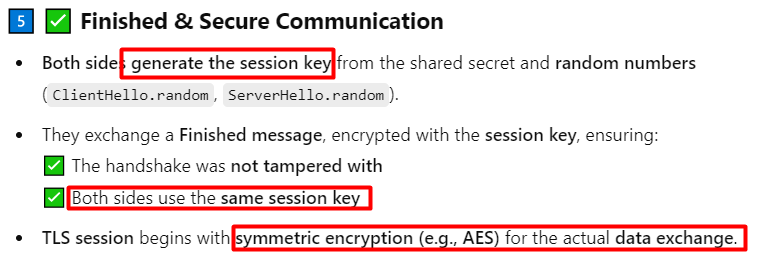 5 ✅ Finished & Secure Communication
• Both sides generate the session key from the shared secret and random numbers
(ClientHello.random, ServerHello.random).
• They exchange a Finished message, encrypted with the session key, ensuring:
✅ The handshake was not tampered with
✅ Both sides use the same session key
• TLS session begins with symmetric encryption (e.g., AES) for the actual data exchange.